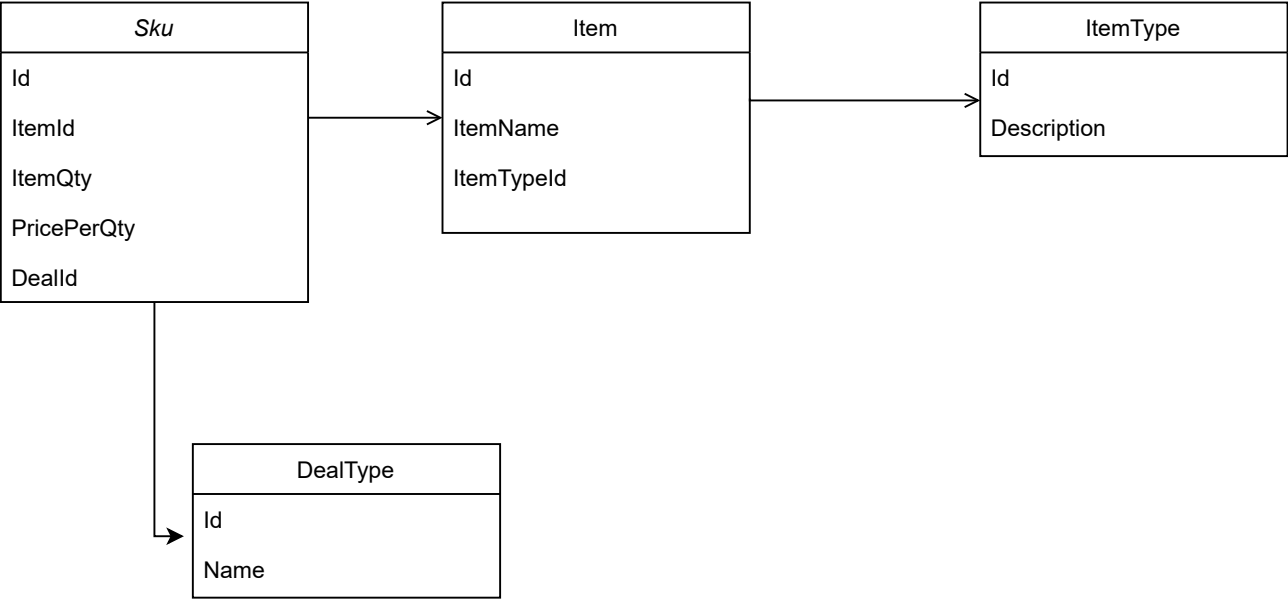 Sku
Id
ItemId
ItemQty
PricePerQty
DealId
Item
Id
ItemName
ItemTypeId
ItemType
Id
Description
DealType
Id
Name